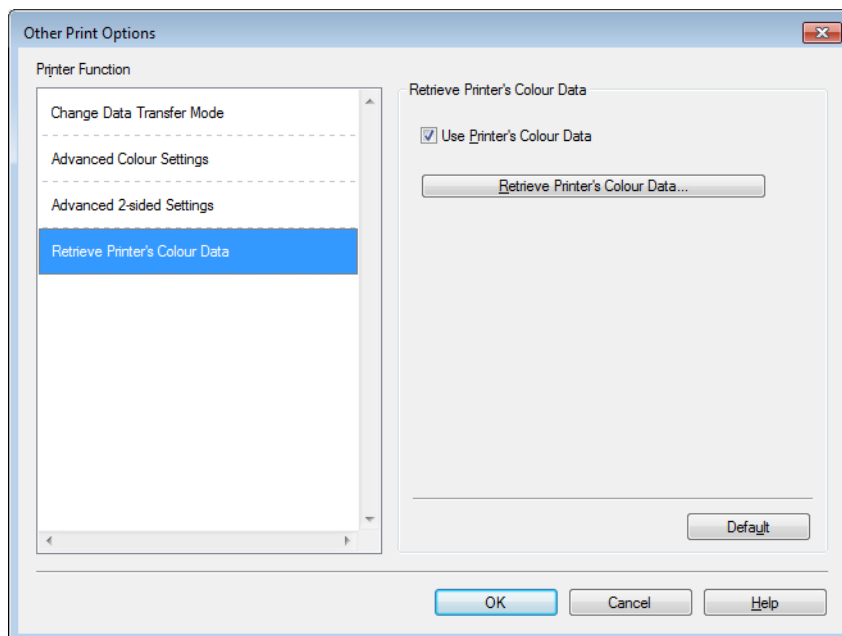 Other Print Options
Printer Function
Change Data Transfer Mode
Advanced Colour Settings
Advanced 2-sided Settings
Retrieve Printer's Colour Data
Retrieve Printer's Colour Data
Use Printer's Colour Data
Retrieve Printer's Colour Data...
Default
OK
Cancel
Help